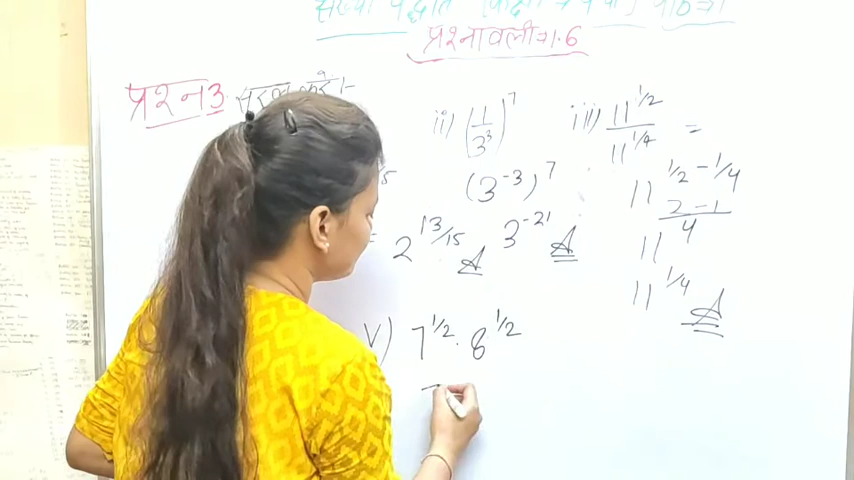 संख्या पद्धति
प्रश्नावली 1.6
प्रश्न 3
ii) (1/3³)⁷
(3⁻³)⁷
3⁻²¹ A
2^(13/15) A
iii) 11^(1/2) / 11^(1/4) =
11^(1/2 - 1/4)
11^((2-1)/4)
11^(1/4) A
v) 7^(1/2) . 8^(1/2)